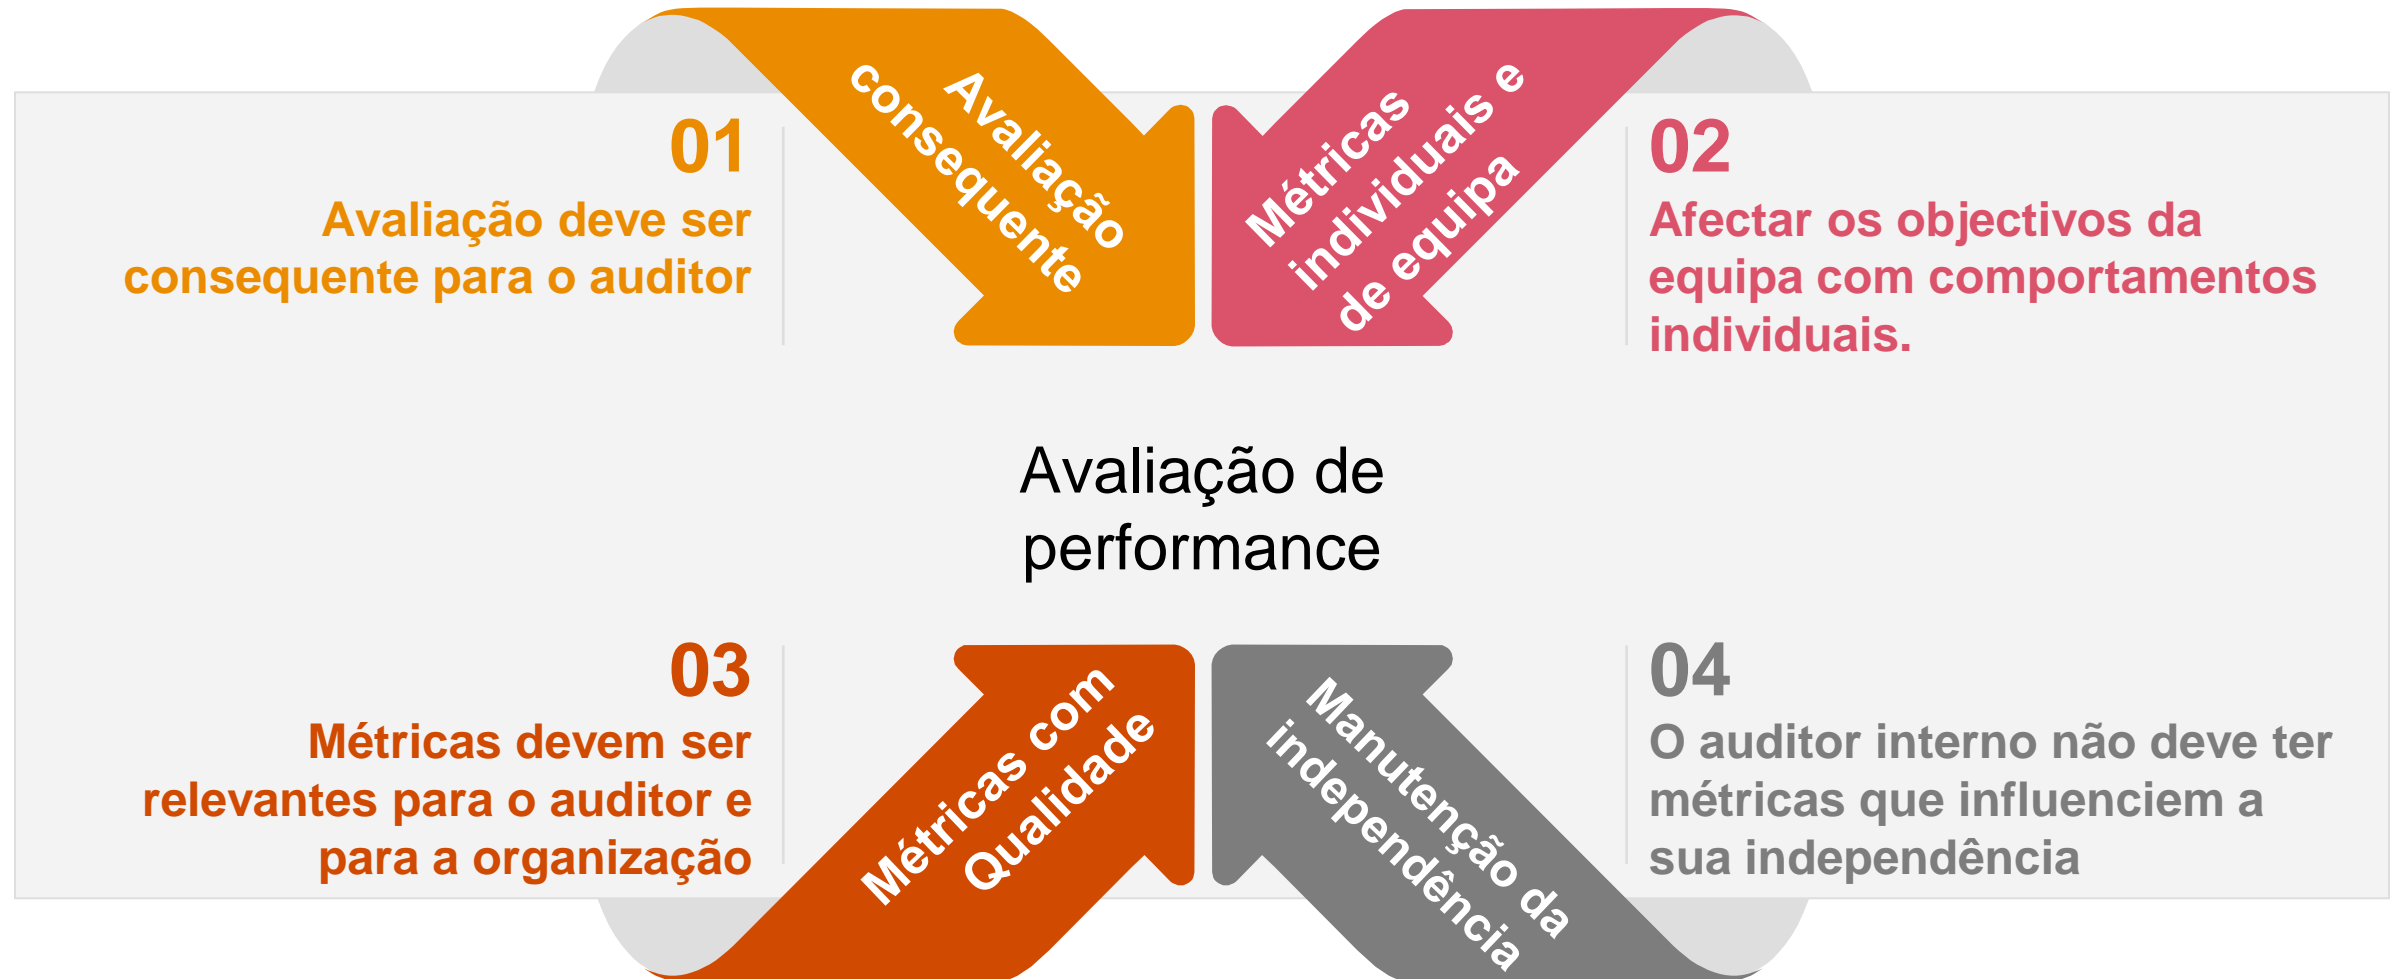 Avaliação
consequente
Métricas
individuais e
de equipa
01
Avaliação deve ser
consequente para o auditor
02
Afectar os objectivos da
equipa com comportamentos
individuais.
Avaliação de
performance
03
Métricas devem ser
relevantes para o auditor e
para a organização
Métricas com
Qualidade
Manutenção da
independência
04
O auditor interno não deve ter
métricas que influenciem a
sua independência